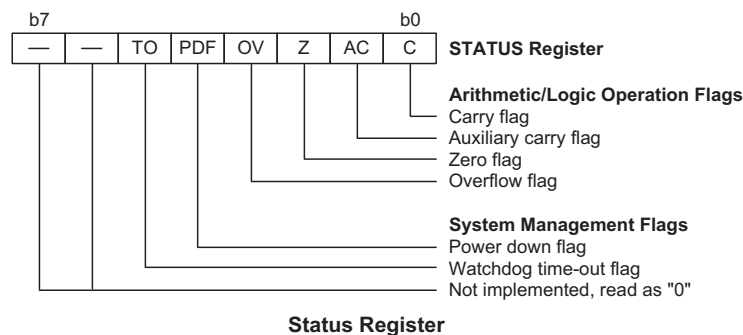 b7 b0
— — TO PDF OV Z AC C STATUS Register
Arithmetic/Logic Operation Flags
Carry flag
Auxiliary carry flag
Zero flag
Overflow flag
System Management Flags
Power down flag
Watchdog time-out flag
Not implemented, read as "0"
Status Register